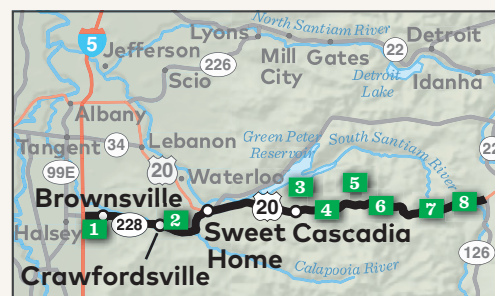 North Santiam River
Lyons
Detroit
5
Jefferson
22
226
Mill
City
Gates
Scio
Detroit
Lake
Idanha
Albany
Green Peter
Reservoir
South Santiam River
Tangent
34
Lebanon
22
99E
20
Waterloo
3
5
Brownsville
20
4
6
7
8
Halsey
1
228
2
Sweet
Home
Cascadia
126
Crawfordsville
Calapooia River